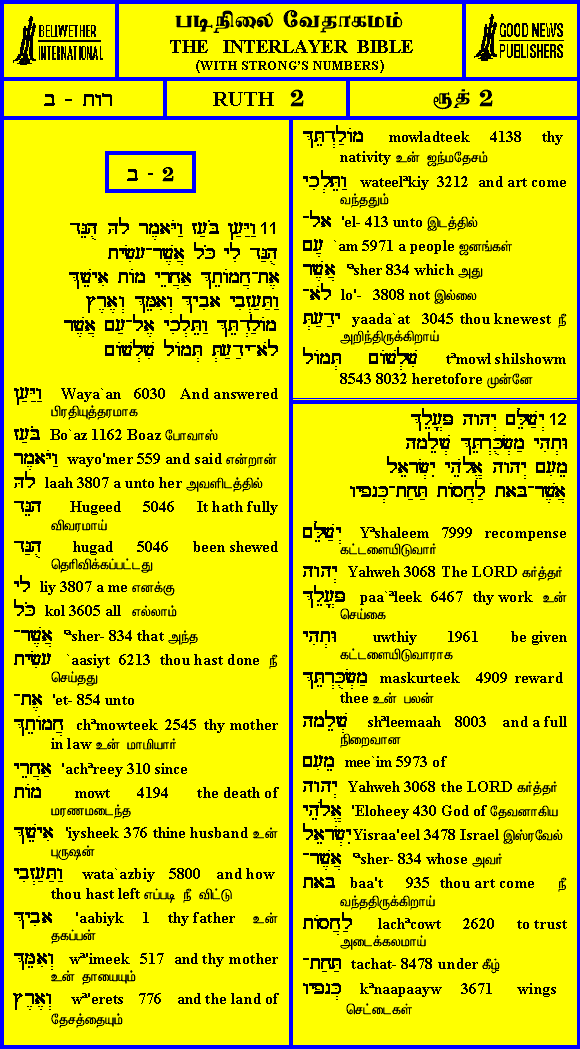 BELLWETHER
INTERNATIONAL
படிநிலை வேதாகமம்
THE INTERLAYER BIBLE
(WITH STRONG'S NUMBERS)
GOOD NEWS
PUBLISHERS
רות - ב
RUTH 2
ரூத் 2
ב - 2
11 וַיַּעַן בֹּעַז וַיֹּאמֶר לָהּ הֻגֵּד
הֻגַּד לִי כֹּל אֲשֶׁר־עָשִׂית
אֶת־חֲמוֹתֵךְ אַחֲרֵי מוֹת אִישֵׁךְ
וַתַּעַזְבִי אָבִיךְ וְאִמֵּךְ וְאֶרֶץ
מוֹלַדְתֵּךְ וַתֵּלְכִי אֶל־עַם אֲשֶׁר
לֹא־יָדַעַתְּ תְּמוֹל שִׁלְשׁוֹם
וַיַּעַן Waya`an 6030 And answered
பிரதியுத்தரமாக
בֹּעַז Bo`az 1162 Boaz போவாஸ்
וַיֹּאמֶר wayo'mer 559 and said என்றான்
לָהּ laah 3807 a unto her அவளிடத்தில்
הֻגֵּד Hugeed 5046 It hath fully
விவரமாய்
הֻגַּד hugad 5046 been shewed
தெரிவிக்கப்பட்டது
לִי liy 3807 a me எனக்கு
כֹּל kol 3605 all எல்லாம்
אֲשֶׁר־ ªsher- 834 that அந்த
עָשִׂית `aasiyt 6213 thou hast done நீ
செய்தது
אֶת־ 'et- 854 unto
חֲמוֹתֵךְ chªmowteek 2545 thy mother
in law உன் மாமியார்
אַחֲרֵי 'achªreey 310 since
מוֹת mowt 4194 the death of
மரணமடைந்த
אִישֵׁךְ 'iysheek 376 thine husband உன்
புருஷன்
וַתַּעַזְבִי wata`azbiy 5800 and how
thou hast left எப்படி நீ விட்டு
אָבִיךְ 'aabiyk 1 thy father உன்
தகப்பன்
וְאִמֵּךְ wª'imeek 517 and thy mother
உன் தாயையும்
וְאֶרֶץ wª'erets 776 and the land of
தேசத்தையும்
מוֹלַדְתֵּךְ mowladteek 4138 thy
nativity உன் ஜந்மதேசம்
וַתֵּלְכִי wateelªkiy 3212 and art come
வந்ததும்
אֶל־ 'el- 413 unto இடத்தில்
עַם `am 5971 a people ஜனங்கள்
אֲשֶׁר ªsher 834 which அது
לֹא־ lo'- 3808 not இல்லை
יָדַעַתְּ yaada`at 3045 thou knewest நீ
அறிந்திருக்கிறாய்
תְּמוֹל שִׁלְשׁוֹם tªmowl shilshowm
8543 8032 heretofore முன்னே
12 יְשַׁלֵּם יְהוָה פָּעֳלֵךְ
וּתְהִי מַשְׂכֻּרְתֵּךְ שְׁלֵמָה
מֵעִם יְהוָה אֱלֹהֵי יִשְׂרָאֵל
אֲשֶׁר־בָּאת לַחֲסוֹת תַּחַת־כְּנָפָיו
יְשַׁלֵּם Yªshaleem 7999 recompense
கட்டளையிடுவார்
יְהוָה Yahweh 3068 The LORD கர்த்தர்
פָּעֳלֵךְ paa`ªleek 6467 thy work உன்
செய்கை
וּתְהִי uwthiy 1961 be given
கட்டளையிடுவாராக
מַשְׂכֻּרְתֵּךְ maskurteek 4909 reward
thee உன் பலன்
שְׁלֵמָה shªleemaah 8003 and a full
நிறைவான
מֵעִם mee`im 5973 of
יְהוָה Yahweh 3068 the LORD கர்த்தர்
אֱלֹהֵי 'Eloheey 430 God of தேவனாகிய
יִשְׂרָאֵל Yisraa'eel 3478 Israel இஸ்ரவேல்
אֲשֶׁר־ ªsher- 834 whose அவர்
בָּאת baa't 935 thou art come நீ
வந்ததிருக்கிறாய்
לַחֲסוֹת lachªcowt 2620 to trust
அடைக்கலமாய்
תַּחַת־ tachat- 8478 under கீழ்
כְּנָפָיו kªnaapaayw 3671 wings
செட்டைகள்